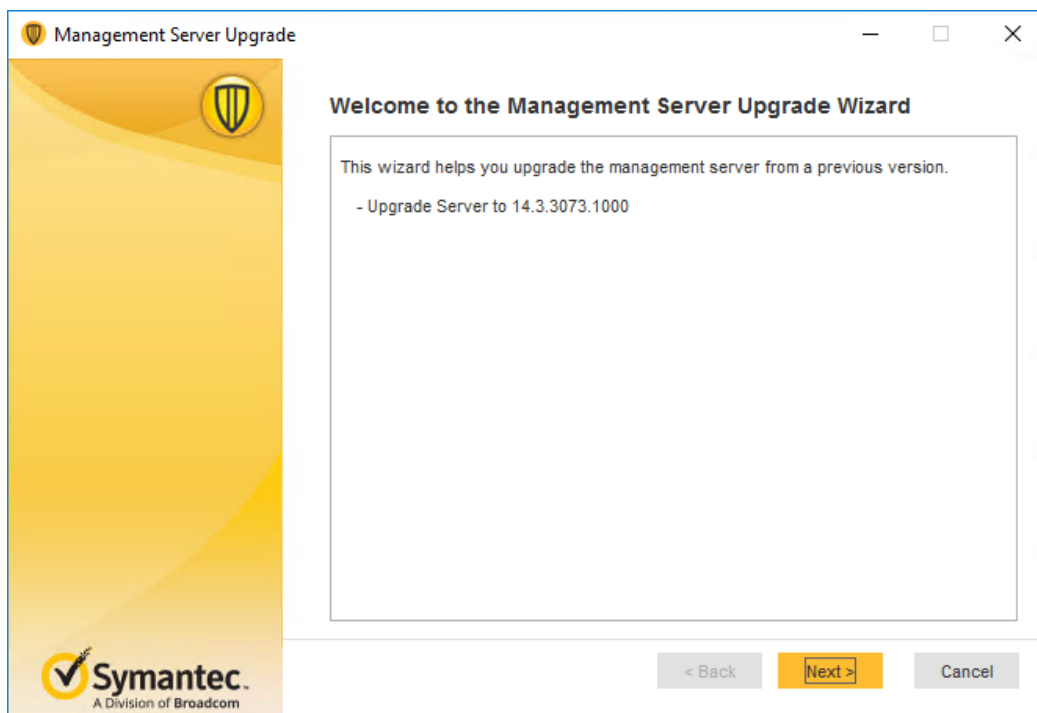 Management Server Upgrade
Welcome to the Management Server Upgrade Wizard
This wizard helps you upgrade the management server from a previous version.
- Upgrade Server to 14.3.3073.1000
< Back
Next >
Cancel
Symantec.
A Division of Broadcom